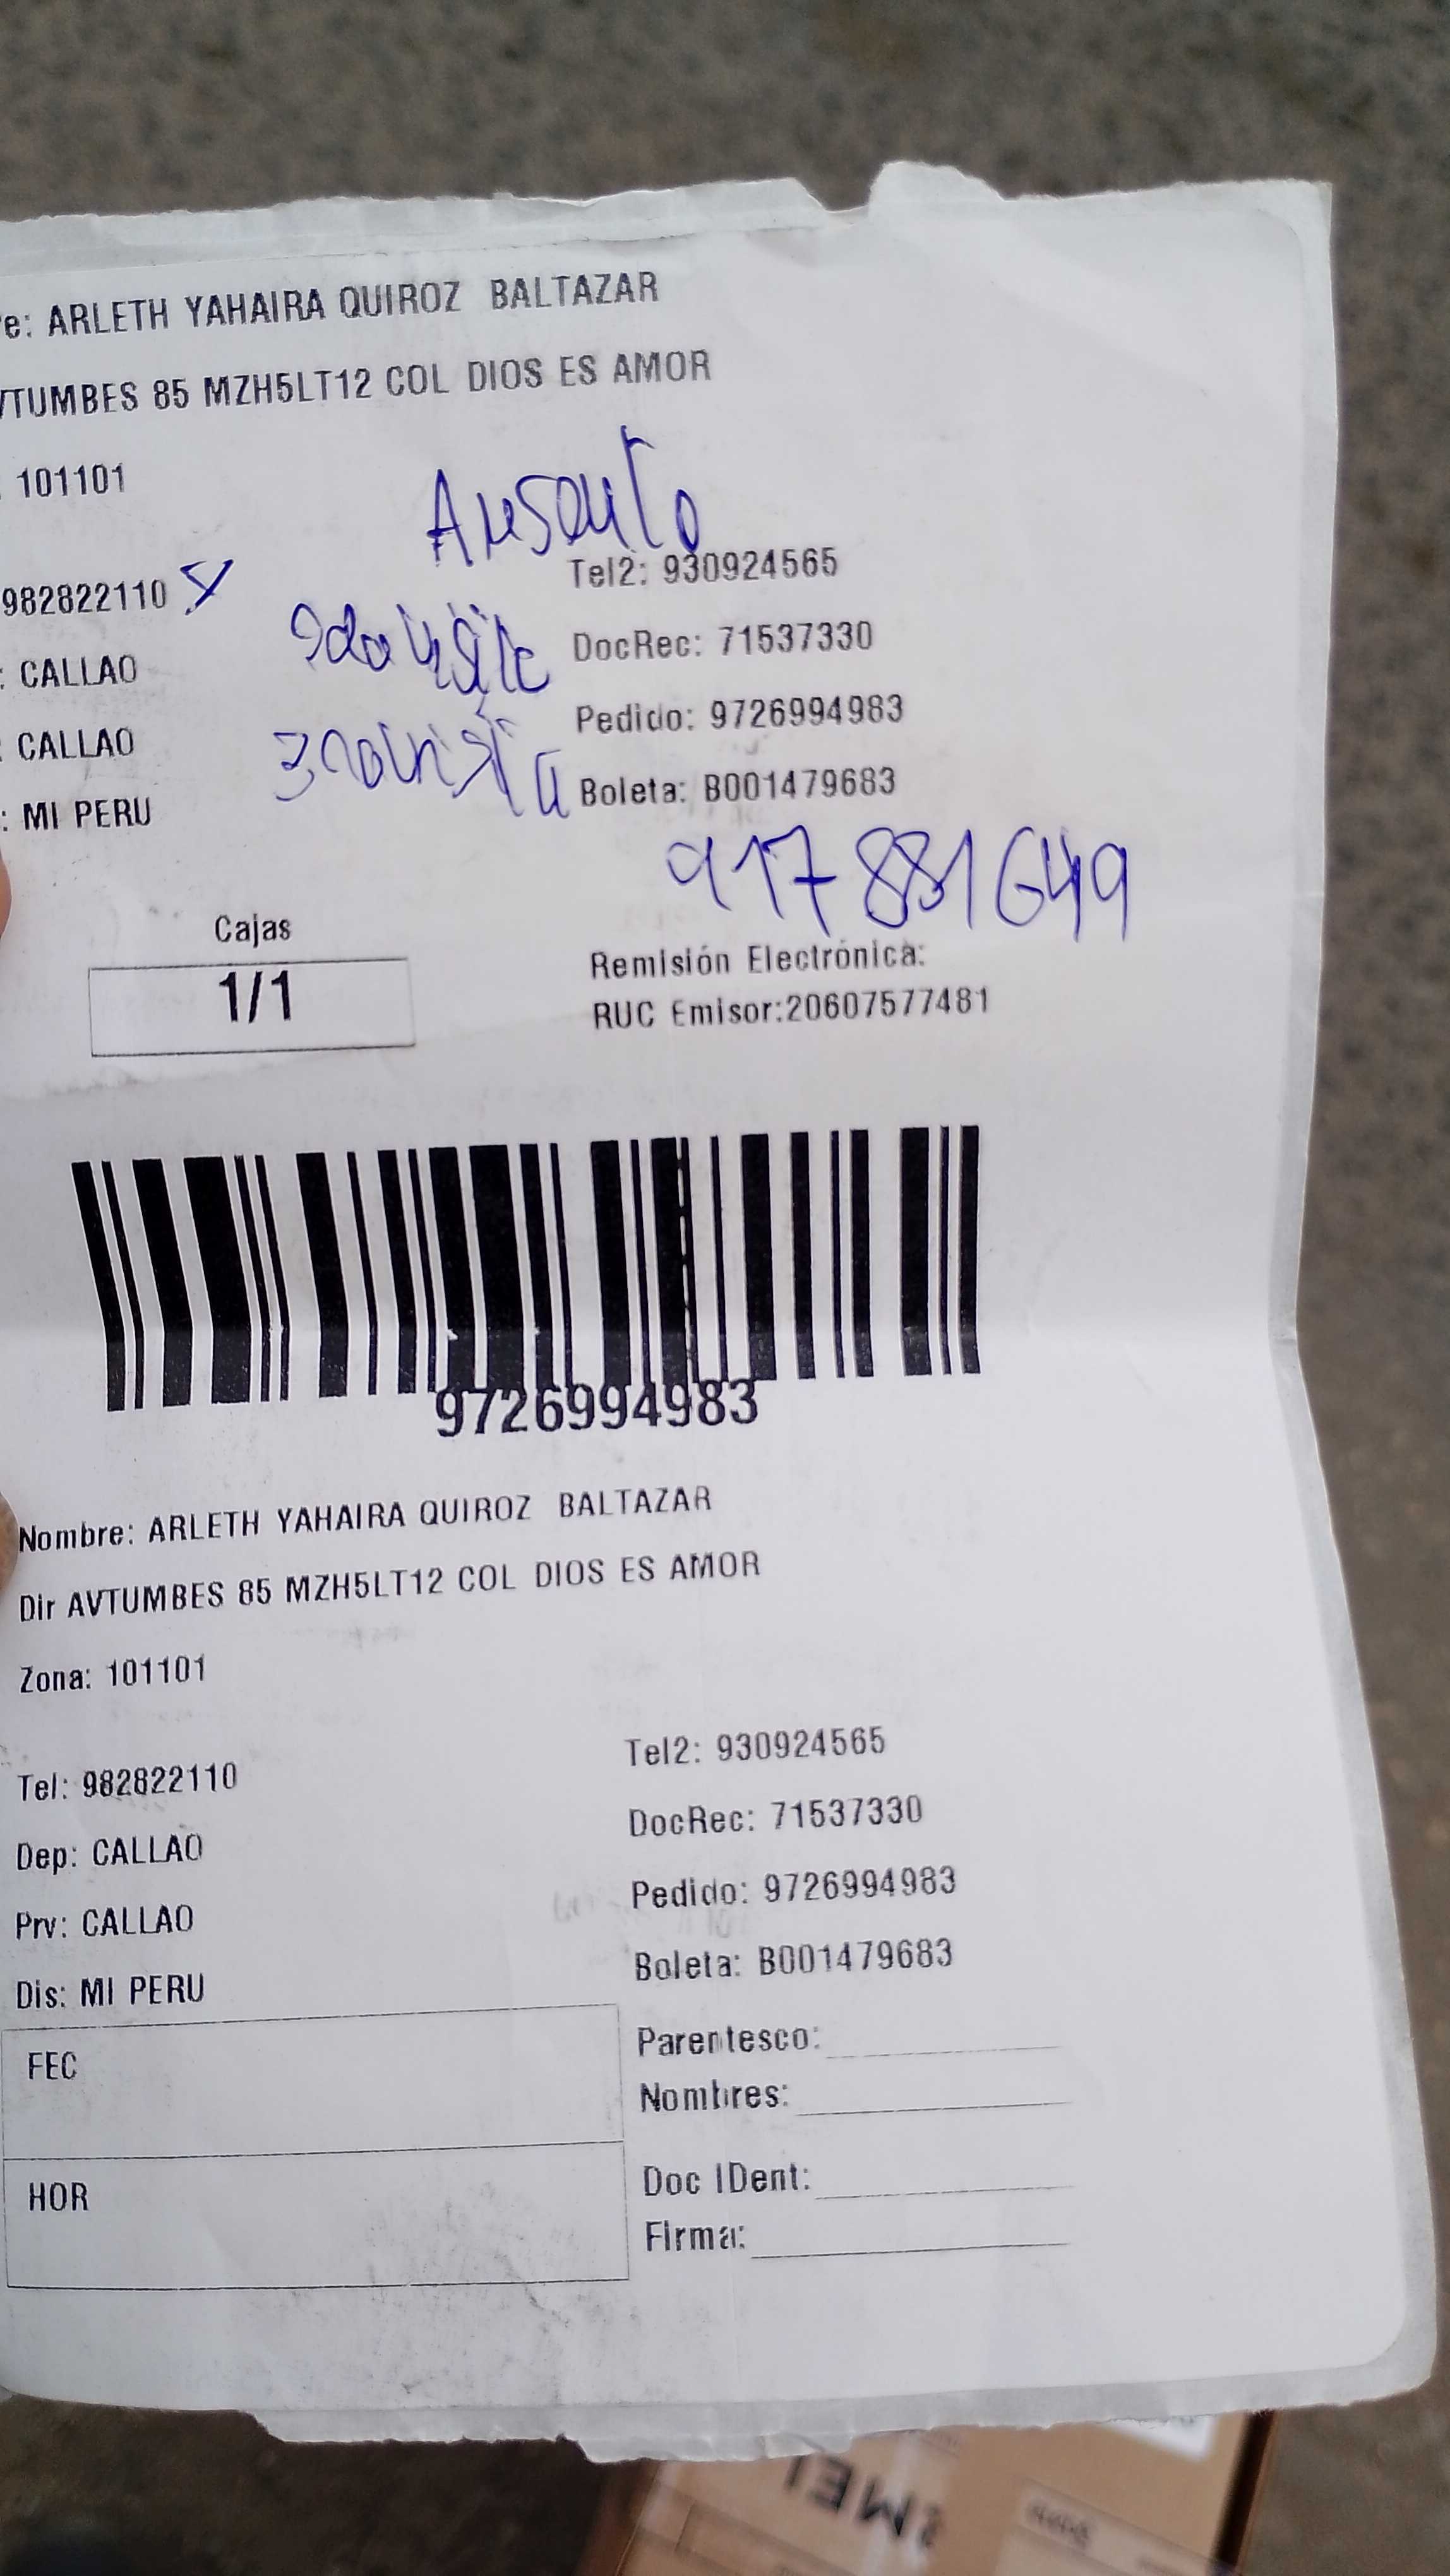 e: ARLETH YAHAIRA QUIROZ BALTAZAR
VTUMBES 85 MZH5LT12 COL DIOS ES AMOR
: 101101
982822110 X
Tel2: 930924565
: CALLAO
DocRec: 71537330
: CALLAO
Pedido: 9726994983
: MI PERU
Boleta: B001479683
917881649
Cajas
1/1
Remisión Electrónica:
RUC Emisor:20607577481
9726994983
Nombre: ARLETH YAHAIRA QUIROZ BALTAZAR
Dir AVTUMBES 85 MZH5LT12 COL DIOS ES AMOR
Zona: 101101
Tel: 982822110
Tel2: 930924565
Dep: CALLAO
DocRec: 71537330
Prv: CALLAO
Pedido: 9726994983
Dis: MI PERU
Boleta: B001479683
FEC
Parentesco:
Nombres:
HOR
Doc IDent:
Firma: